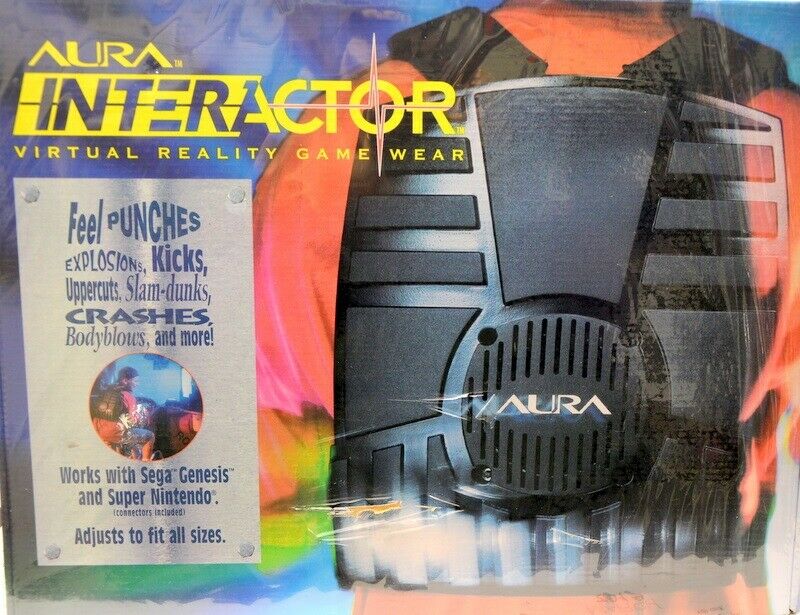 AURA™
INTERACTOR™
VIRTUAL REALITY GAME WEAR
Feel PUNCHES
EXPLOSIONS, Kicks,
Uppercuts, Slam-dunks,
CRASHES,
Bodyblows, and more!
Works with Sega™ Genesis™
and Super Nintendo®.
(connectors included)
Adjusts to fit all sizes.
AURA